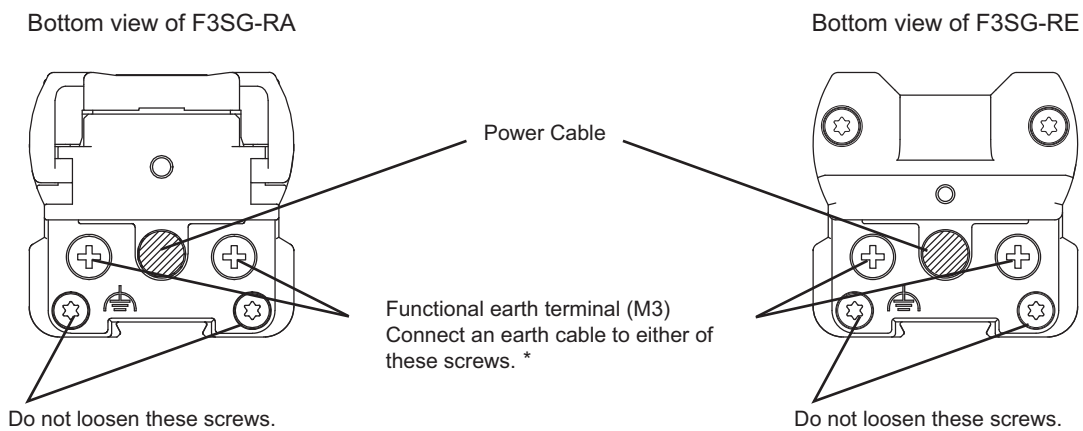 Bottom view of F3SG-RA
Bottom view of F3SG-RE
Power Cable
Functional earth terminal (M3)
Connect an earth cable to either of
these screws. *
Do not loosen these screws.
Do not loosen these screws.